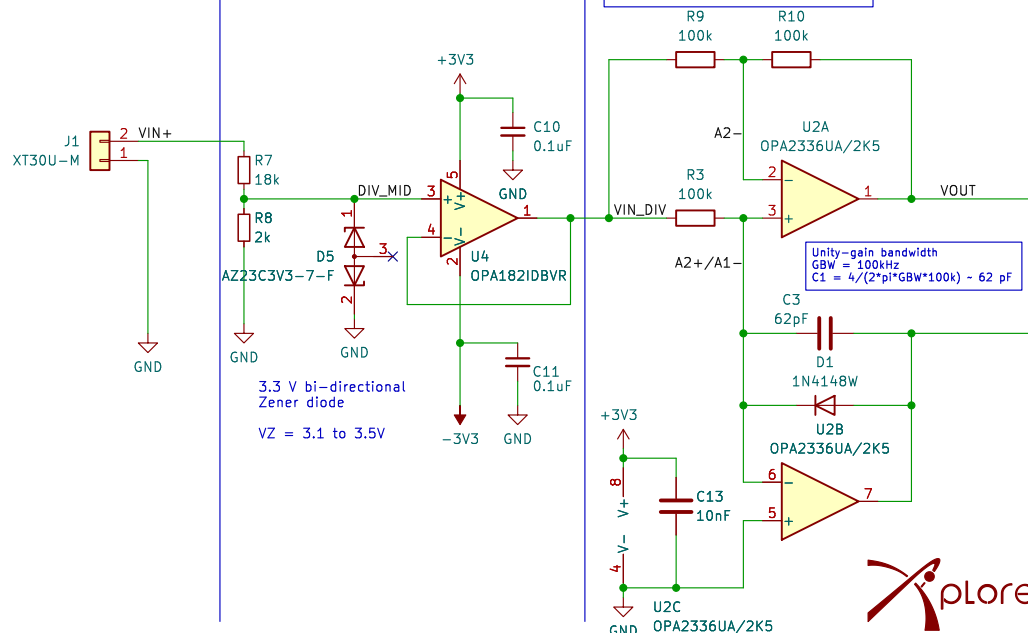 R9
100k
R10
100k
+3V3
J1
XT30U-M
2
VIN+
1
C10
0.1uF
A2-
U2A
OPA2336UA/2K5
R7
18k
5
V+
GND
2
−
1
VOUT
R3
100k
DIV_MID
3
+
1
VIN_DIV
3
+
R8
2k
1
4
−
V-
D5
3
U4
AZ23C3V3-7-F
2
OPA182IDBVR
A2+/A1-
Unity-gain bandwidth
GBW = 100kHz
C1 = 4/(2*pi*GBW*100k) ~ 62 pF
2
C3
62pF
GND
GND
GND
D1
1N4148W
C11
0.1uF
3.3 V bi-directional
Zener diode
VZ = 3.1 to 3.5V
-3V3
GND
+3V3
U2B
OPA2336UA/2K5
8
V+
C13
10nF
6
−
7
5
+
V-
4
GND
U2C
OPA2336UA/2K5
Xplore